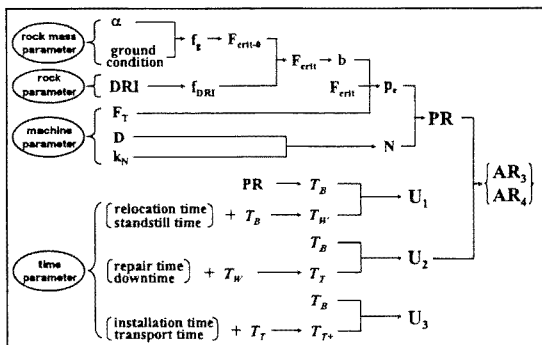 rock mass parameter
α
ground condition
f_g
F_crit-0
F_crit
b
rock parameter
DRI
f_DRI
F_crit
p_e
machine parameter
F_T
D
k_N
N
PR
{AR_3 AR_4}
PR
T_B
U_1
(relocation time standstill time) + T_B
T_W
time parameter
T_B
U_2
(repair time downtime) + T_W
T_T
T_B
U_3
(installation time transport time) + T_T
T_T+